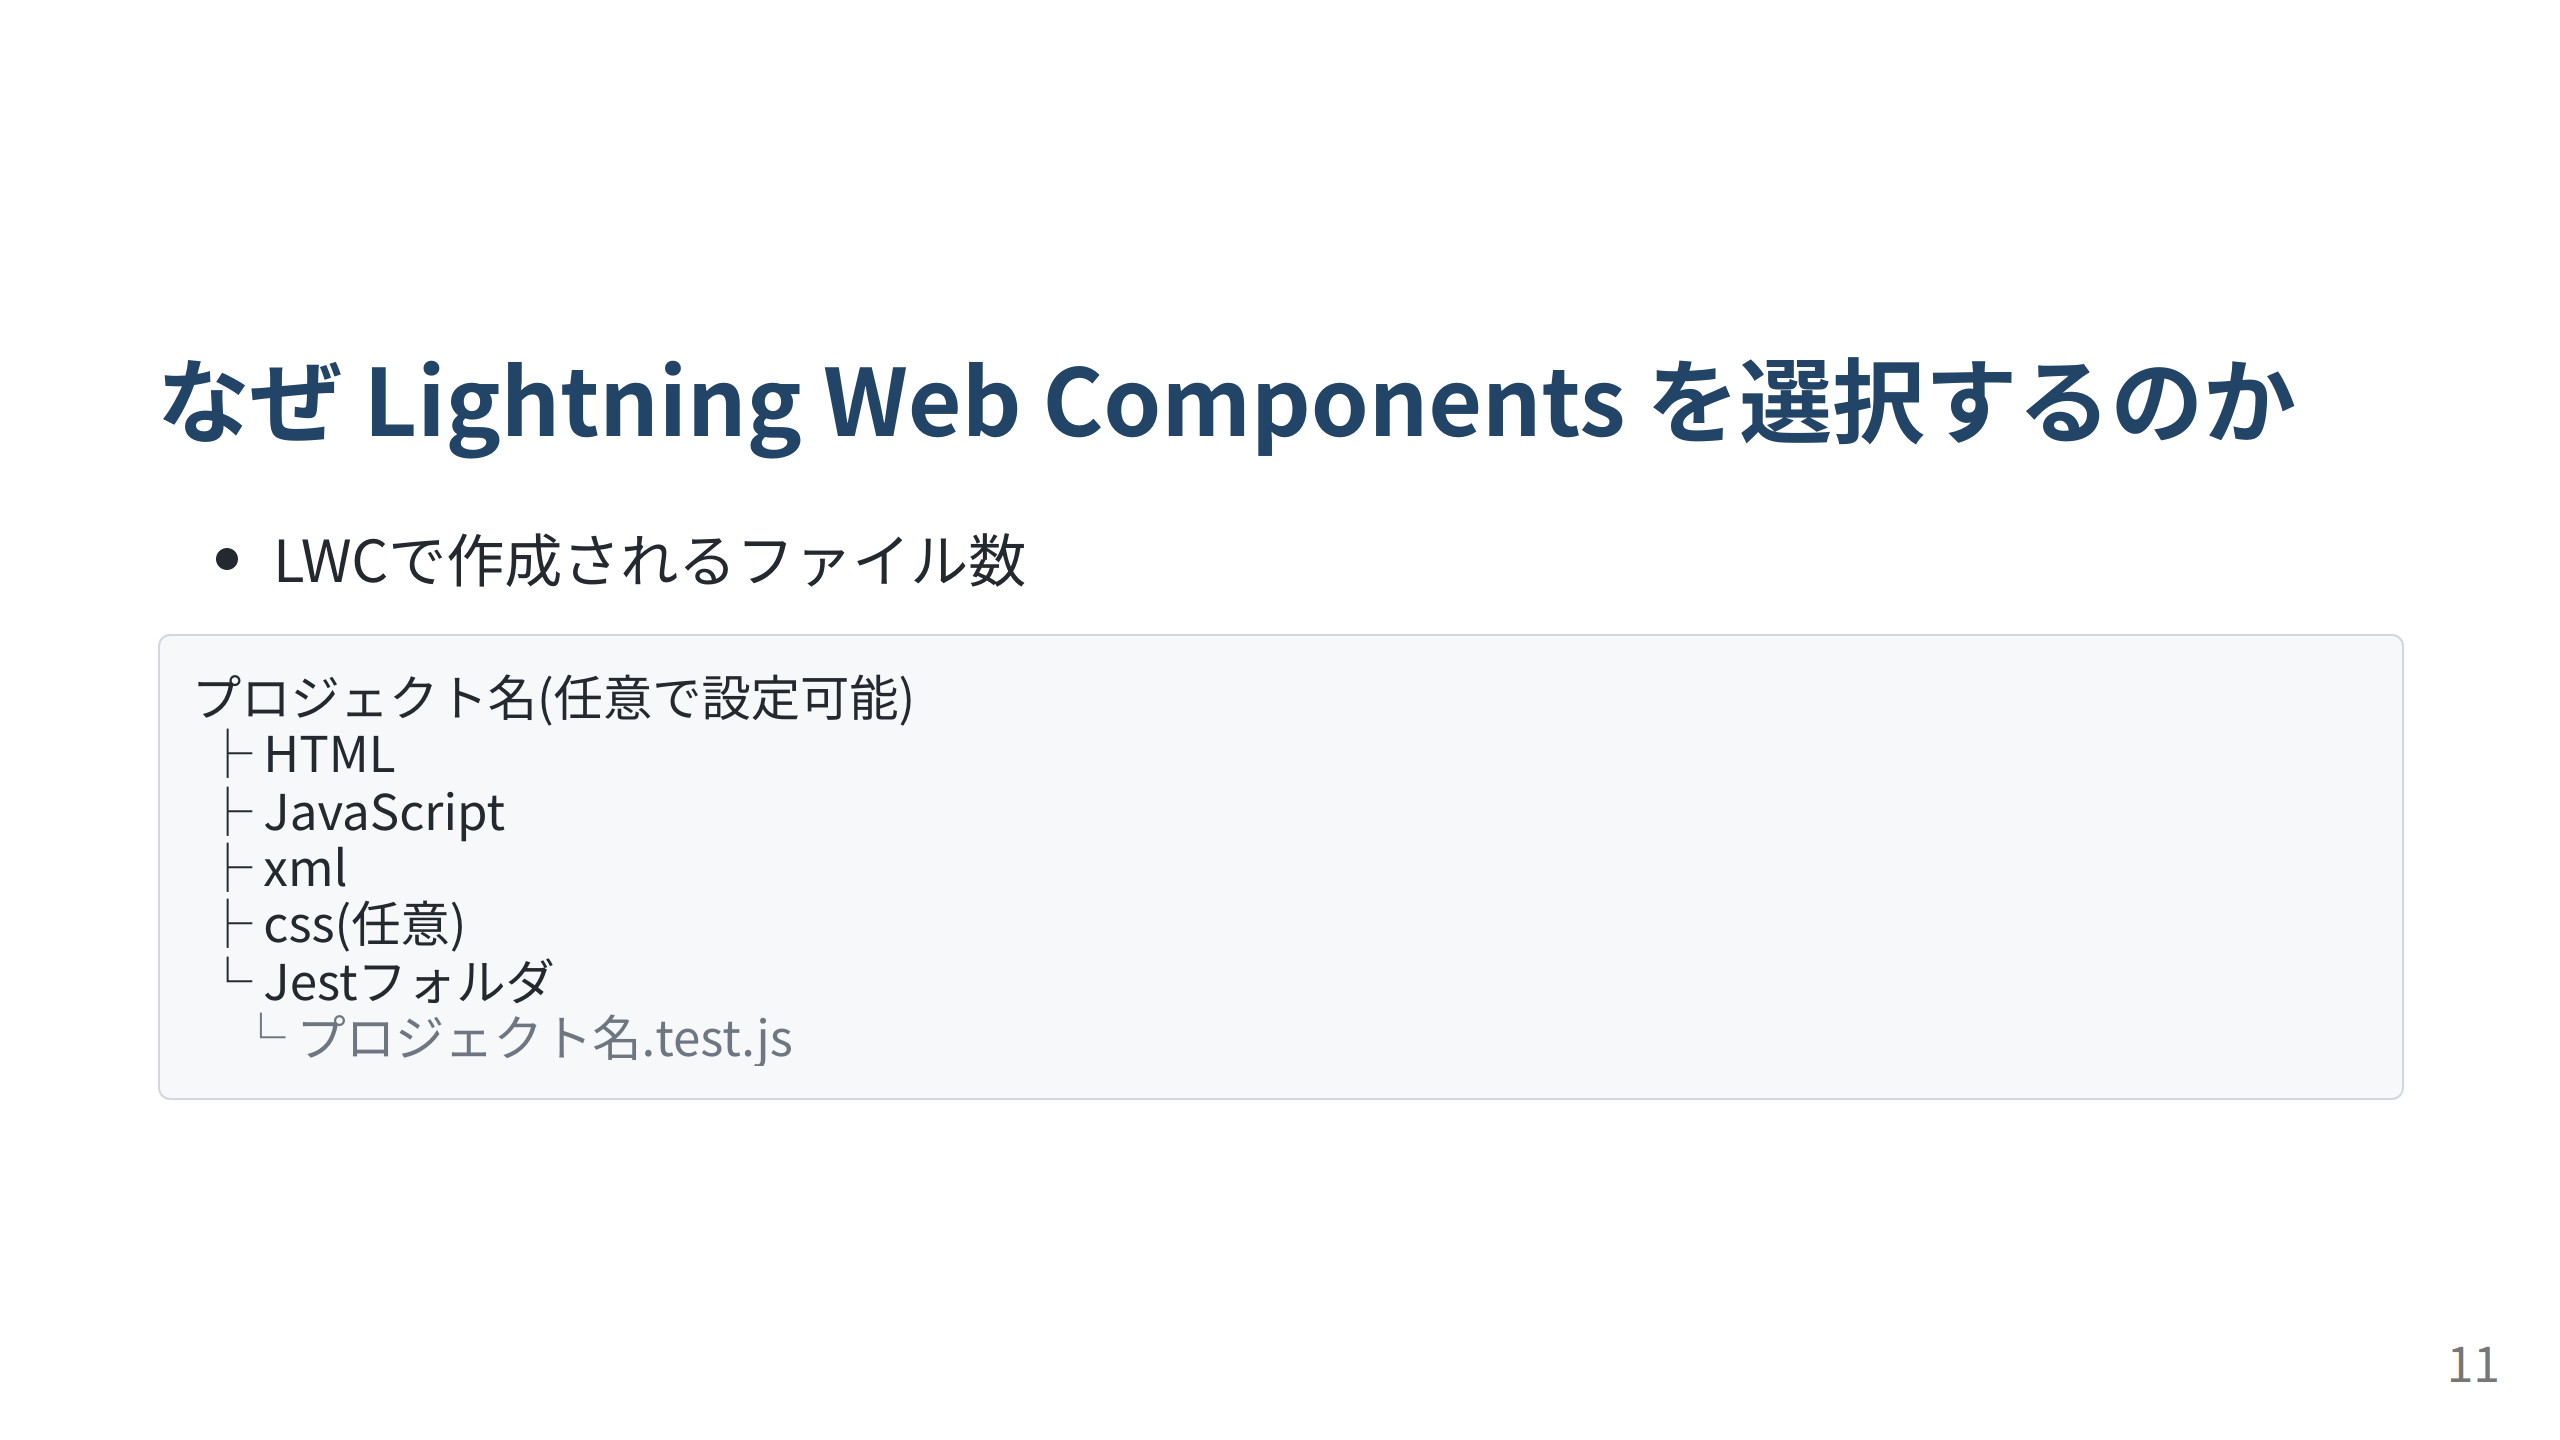 なぜ Lightning Web Components を選択するのか
• LWCで作成されるファイル数
プロジェクト名(任意で設定可能)
├ HTML
├ JavaScript
├ xml
├ css(任意)
└ Jestフォルダ
└ プロジェクト名.test.js
11